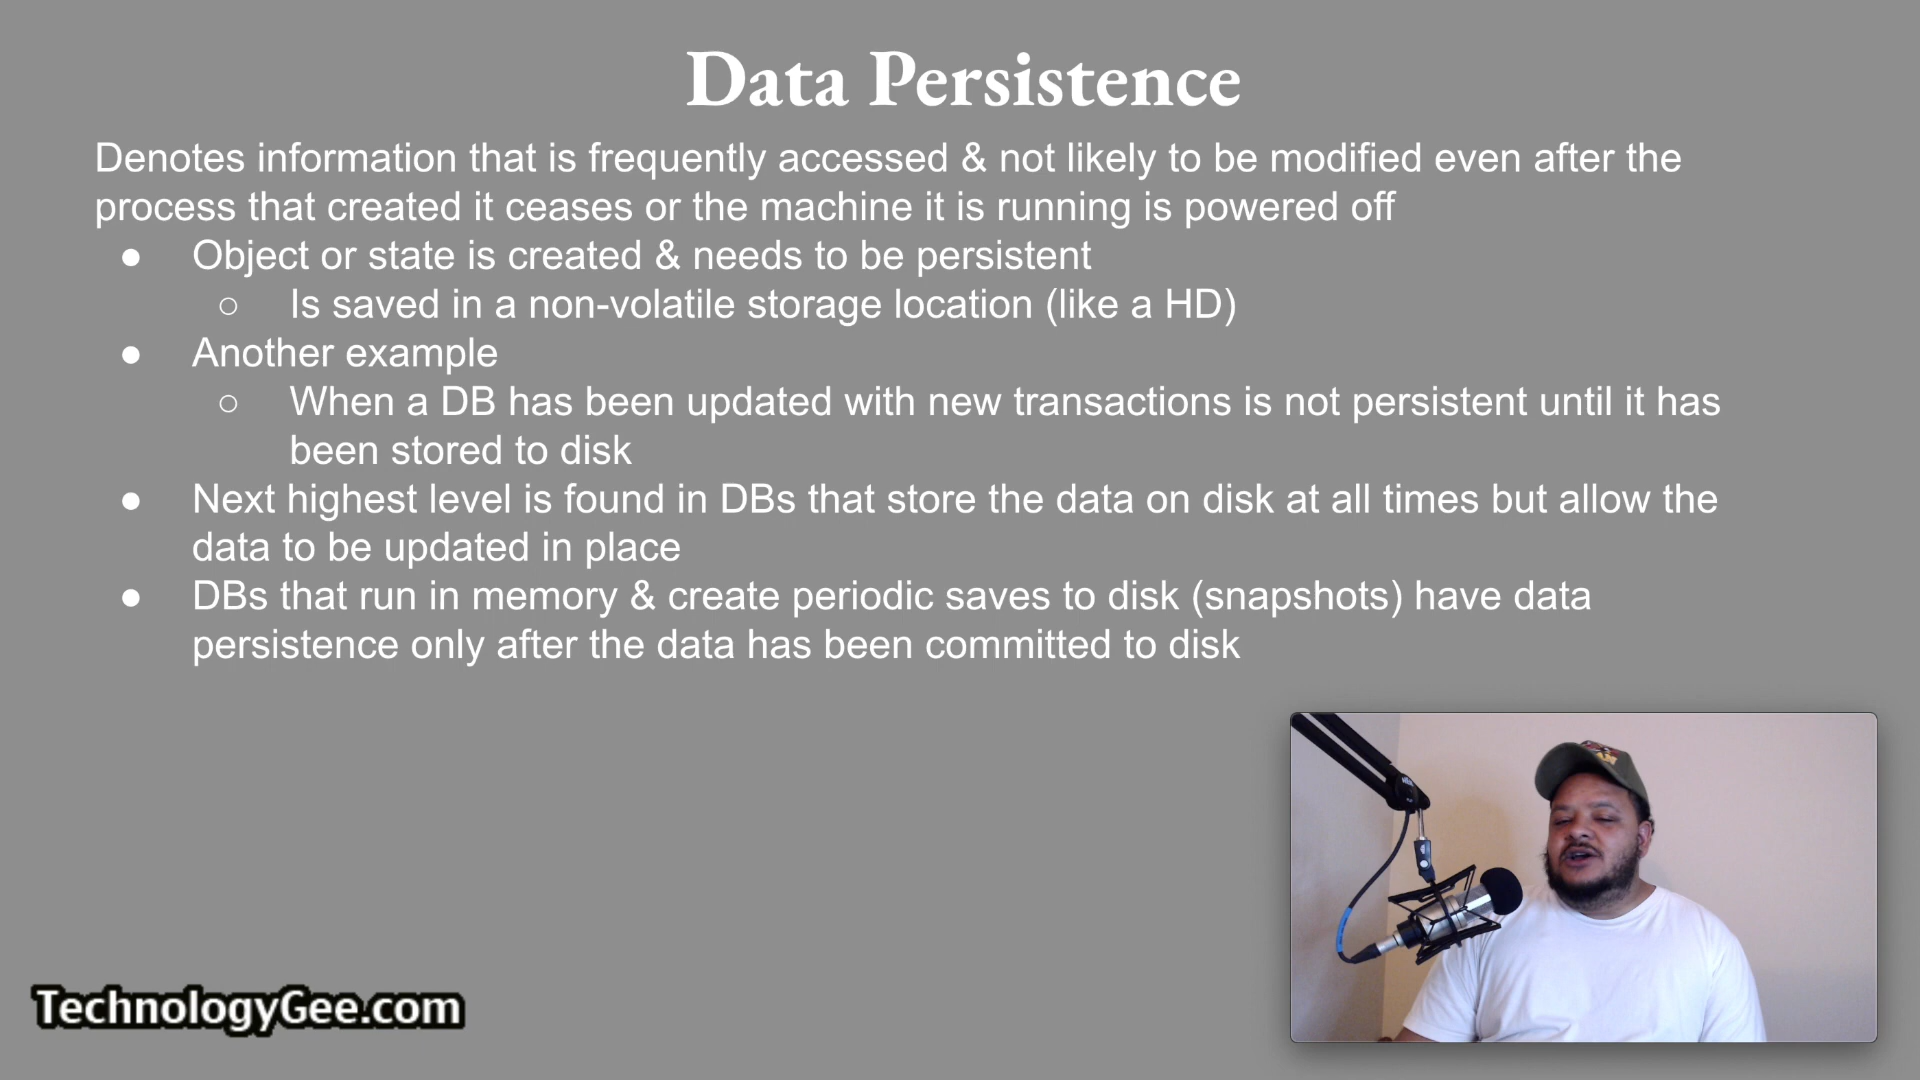 Data Persistence
Denotes information that is frequently accessed & not likely to be modified even after the
process that created it ceases or the machine it is running is powered off
● Object or state is created & needs to be persistent
○ Is saved in a non-volatile storage location (like a HD)
● Another example
○ When a DB has been updated with new transactions is not persistent until it has
been stored to disk
● Next highest level is found in DBs that store the data on disk at all times but allow the
data to be updated in place
● DBs that run in memory & create periodic saves to disk (snapshots) have data
persistence only after the data has been committed to disk
TechnologyGee.com